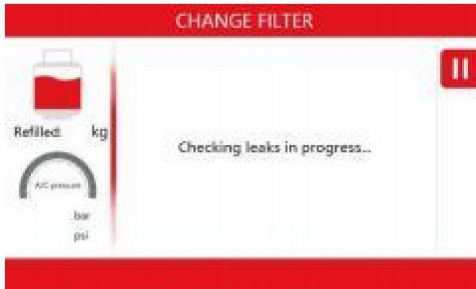 CHANGE FILTER
Refilled: kg
Checking leaks in progress...
A/C pressure
bar
psi